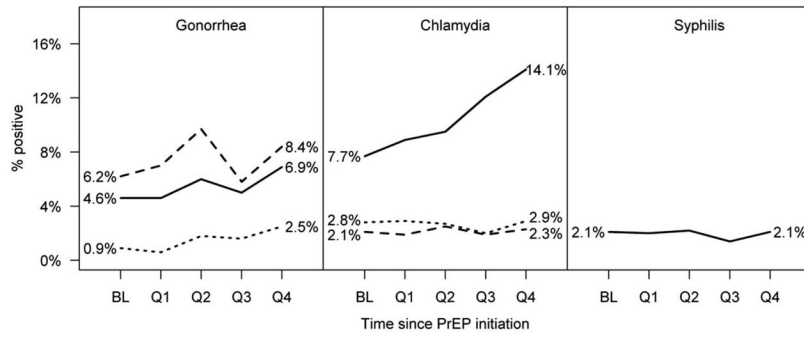 Gonorrhea
Chlamydia
Syphilis
% positive
16%
12%
8%
4%
0%
6.2%
4.6%
0.9%
8.4%
6.9%
2.5%
7.7%
2.8%
2.1%
14.1%
2.9%
2.3%
2.1%
2.1%
BL Q1 Q2 Q3 Q4
BL Q1 Q2 Q3 Q4
BL Q1 Q2 Q3 Q4
Time since PrEP initiation